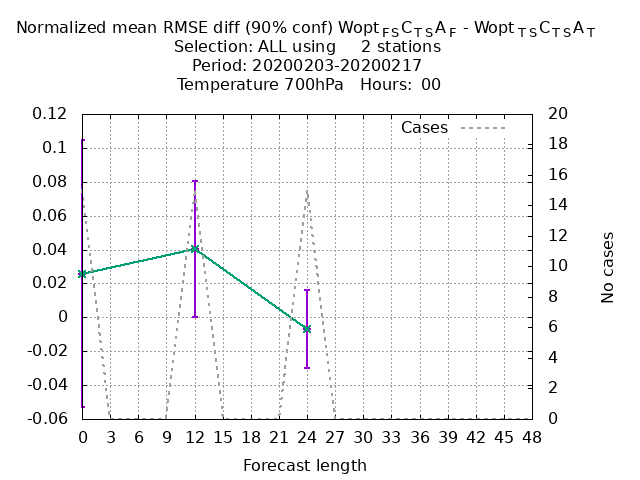 Normalized mean RMSE diff (90% conf) Wopt FS C TS A F - Wopt TS C TS A T
Selection: ALL using 2 stations
Period: 20200203-20200217
Temperature 700hPa Hours: 00
Cases
0.12
0.1
0.08
0.06
0.04
0.02
0
-0.02
-0.04
-0.06
20
18
16
14
12
10
8
6
4
2
0
No cases
0 3 6 9 12 15 18 21 24 27 30 33 36 39 42 45 48
Forecast length